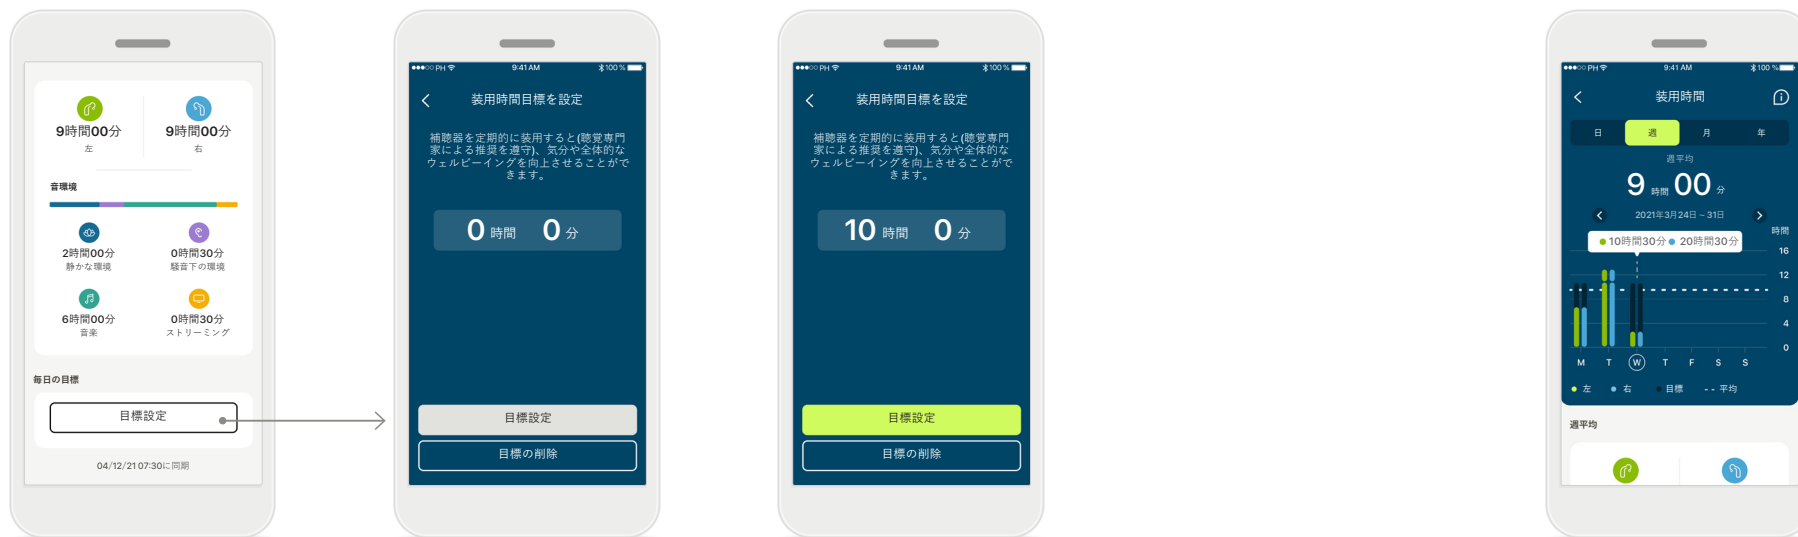 9時間00分
左
9時間00分
右
音環境
2時間00分
静かな環境
0時間30分
騒音下の環境
6時間00分
音楽
0時間30分
ストリーミング
毎日の目標
目標設定
04/12/21 07:30に同期
PH 9:41 AM 100 %
装用時間目標を設定
補聴器を定期的に装用すると(聴覚専門
家による推奨を遵守)、気分や全体的な
ウェルビーイングを向上させることがで
きます。
0 時間 0 分
目標設定
目標の削除
PH 9:41 AM 100 %
装用時間目標を設定
補聴器を定期的に装用すると(聴覚専門
家による推奨を遵守)、気分や全体的な
ウェルビーイングを向上させることがで
きます。
10 時間 0 分
目標設定
目標の削除
PH 9:41 AM 100 %
装用時間
日 週 月 年
週平均
9 時間 00 分
2021年3月24日 – 31日
時間
10時間30分 20時間30分
16
12
8
4
0
M T W T F S S
左 右 目標 -- 平均
週平均